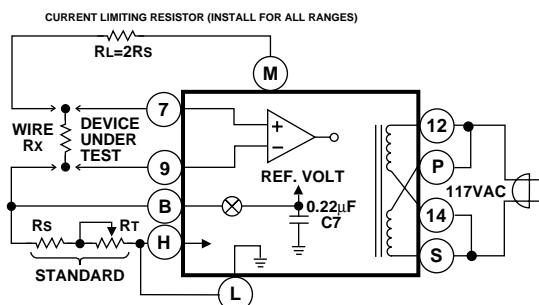 CURRENT LIMITING RESISTOR (INSTALL FOR ALL RANGES)
RL=2RS
M
7
12
WIRE
RX
DEVICE
UNDER
TEST
+
−
9
P
REF. VOLT
117VAC
B
0.22µF
C7
14
RS
RT
H
S
STANDARD
L